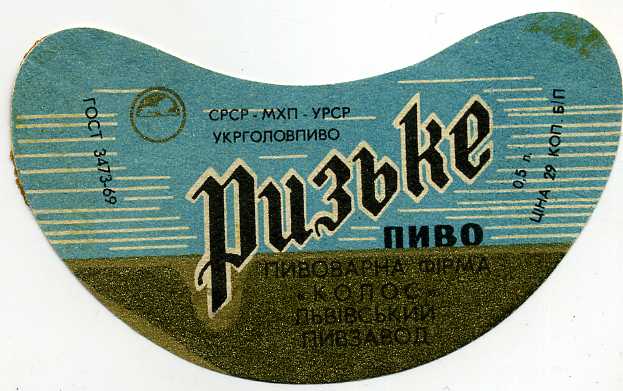 ГОСТ 3473-69
СРСР - МХП - УРСР
УКРГОЛОВПИВО
Ризьке
ПИВО
0,5 л.
ЦІНА 29 КОП. Б/П
ПИВОВАРНА ФІРМА
«КОЛОС»
ЛЬВІВСЬКИЙ
ПИВЗАВОД